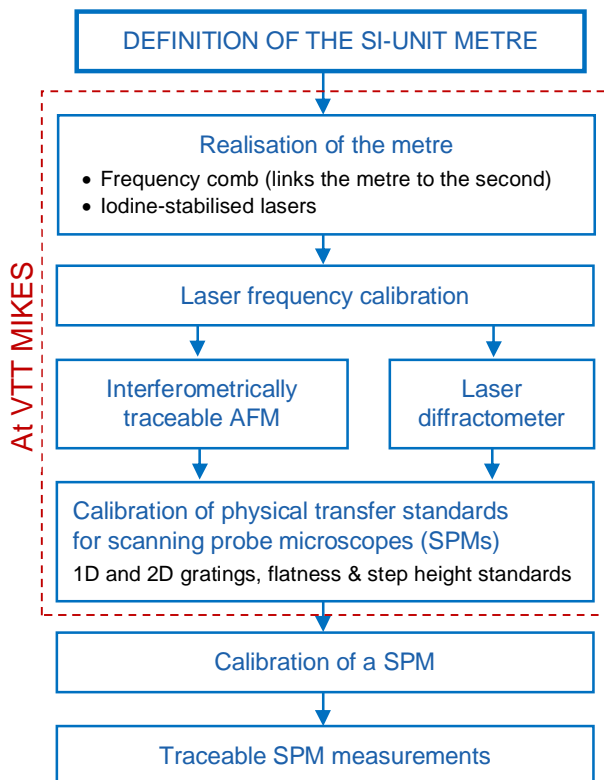 DEFINITION OF THE SI-UNIT METRE
At VTT MIKES
Realisation of the metre
• Frequency comb (links the metre to the second)
• Iodine-stabilised lasers
Laser frequency calibration
Interferometrically
traceable AFM
Laser
diffractometer
Calibration of physical transfer standards
for scanning probe microscopes (SPMs)
1D and 2D gratings, flatness & step height standards
Calibration of a SPM
Traceable SPM measurements